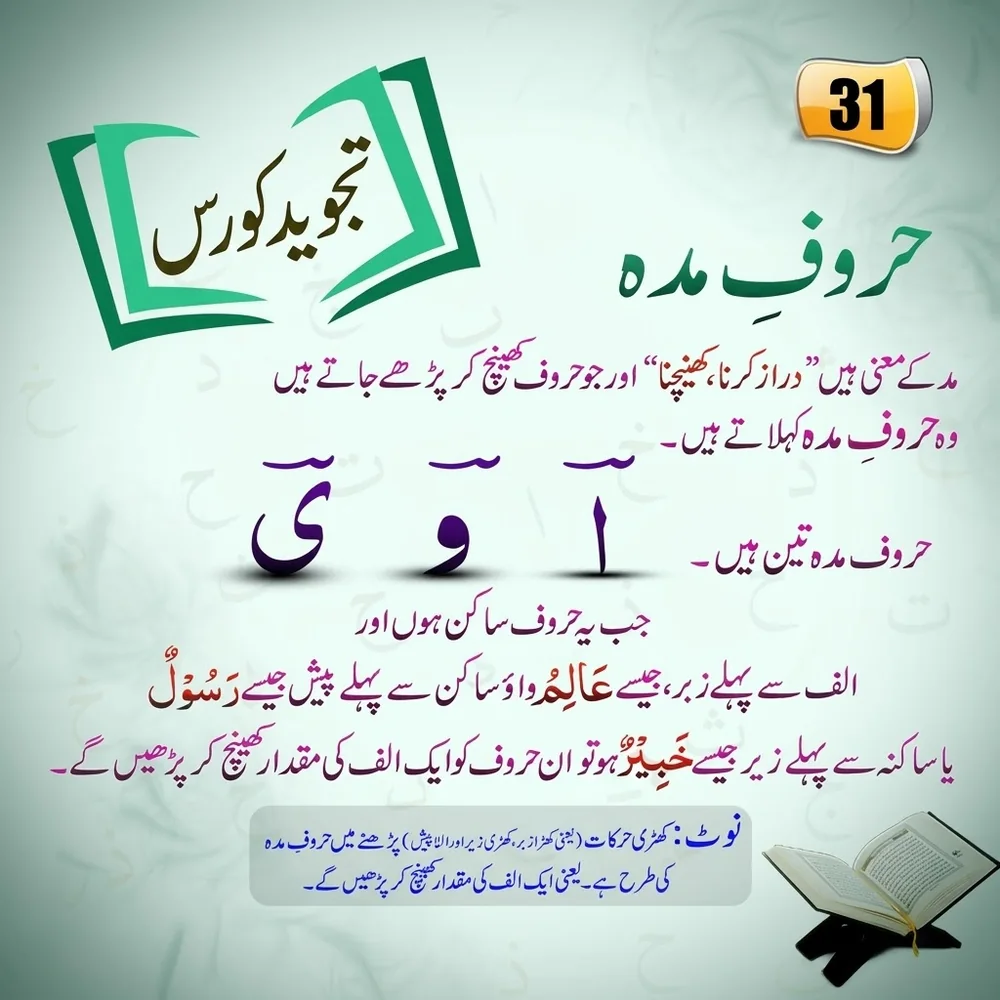 31
تجوید کورس
حروفِ مدہ
مد کے معنی ہیں ”دراز کرنا، کھینچنا“ اور جو حروف کھینچ کر پڑھے جاتے ہیں
وہ حروفِ مدہ کہلاتے ہیں۔
حروف مدہ تین ہیں۔ آ وٓ یٓ
جب یہ حروف ساکن ہوں اور
الف سے پہلے زبر، جیسے عَالِمُ واؤ ساکن سے پہلے پیش جیسے رَسُوْلٌ
یا ساکنہ سے پہلے زیر جیسے خَبِیْرٌ ہو تو ان حروف کو ایک الف کی مقدار کھینچ کر پڑھیں گے۔
نوٹ: کھڑی حرکات (یعنی کھڑا زبر، کھڑی زیر اور الٹا پیش) پڑھنے میں حروفِ مدہ
کی طرح ہے۔ یعنی ایک الف کی مقدار کھینچ کر پڑھیں گے۔